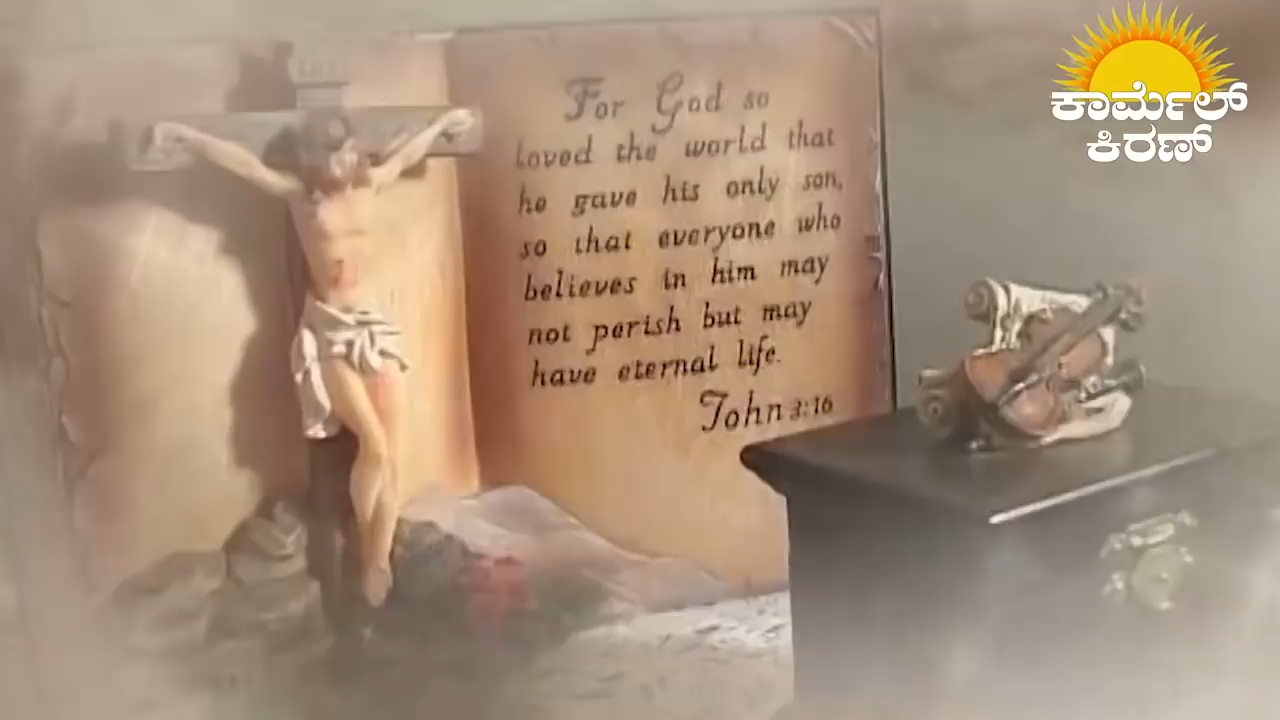 For God so
loved the world that
he gave his only son,
so that everyone who
believes in him may
not perish but may
have eternal life.
John 3:16
ಕಾರ್ಮೆಲ್
ಕಿರಣ್